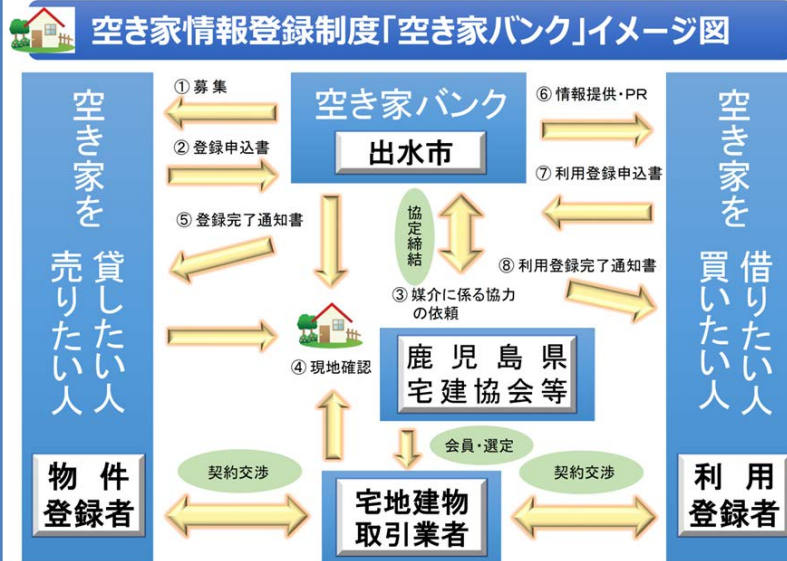 空き家情報登録制度「空き家バンク」イメージ図
空き家を
貸したい人
売りたい人
物件
登録者
①募集
②登録申込書
⑤登録完了通知書
空き家バンク
出水市
協定締結
③媒介に係る協力
の依頼
④現地確認
鹿児島県
宅建協会等
会員・選定
契約交渉
宅地建物
取引業者
契約交渉
⑥情報提供・PR
⑦利用登録申込書
⑧利用登録完了通知書
空き家を
借りたい人
買いたい人
利用
登録者